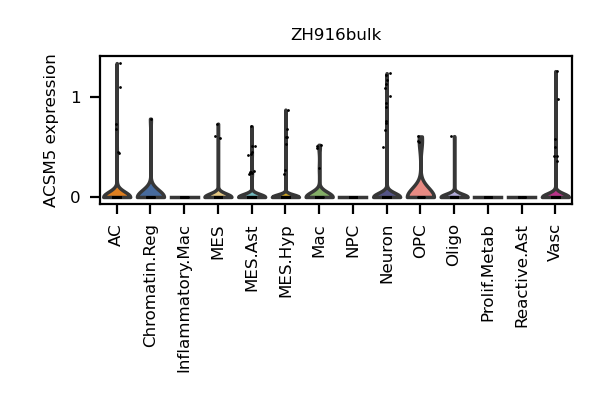 ZH916bulk
ACSM5 expression
1
0
AC
Chromatin.Reg
Inflammatory.Mac
MES
MES.Ast
MES.Hyp
Mac
NPC
Neuron
OPC
Oligo
Prolif.Metab
Reactive.Ast
Vasc